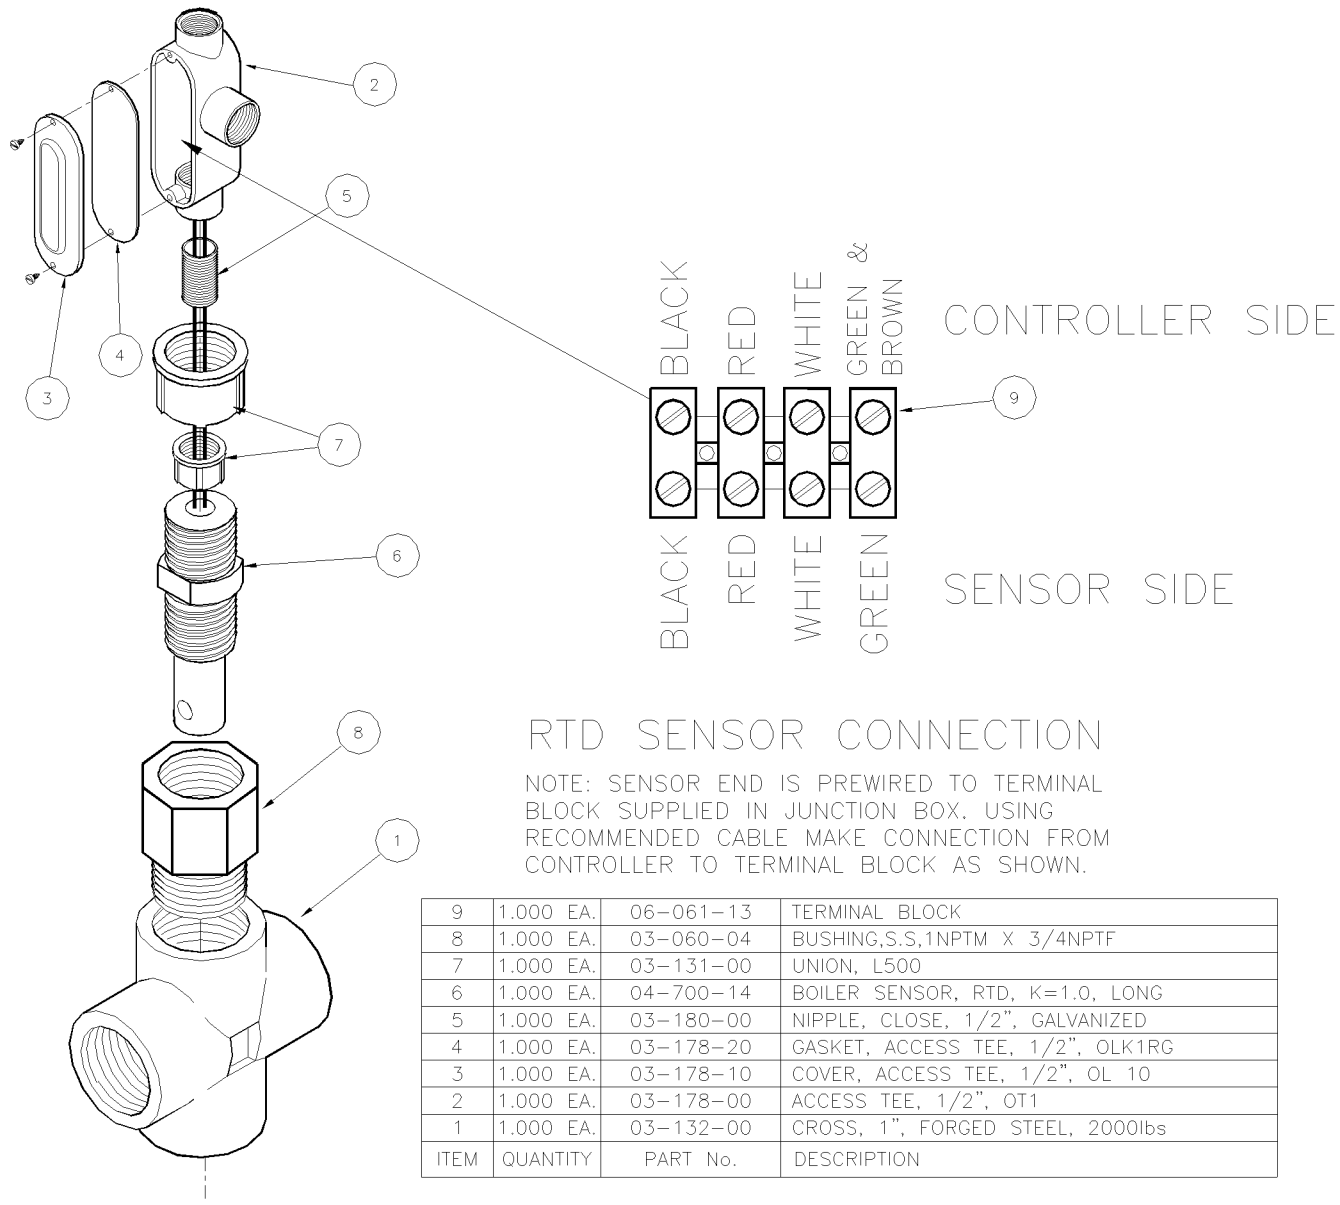 2
5
4
3
7
6
8
1
BLACK
RED
WHITE
GREEN &
BROWN
CONTROLLER SIDE
9
BLACK
RED
WHITE
GREEN
SENSOR SIDE
RTD SENSOR CONNECTION
NOTE: SENSOR END IS PREWIRED TO TERMINAL
BLOCK SUPPLIED IN JUNCTION BOX. USING
RECOMMENDED CABLE MAKE CONNECTION FROM
CONTROLLER TO TERMINAL BLOCK AS SHOWN.
9 1.000 EA. 06-061-13 TERMINAL BLOCK
8 1.000 EA. 03-060-04 BUSHING,S.S,1NPTM X 3/4NPTF
7 1.000 EA. 03-131-00 UNION, L500
6 1.000 EA. 04-700-14 BOILER SENSOR, RTD, K=1.0, LONG
5 1.000 EA. 03-180-00 NIPPLE, CLOSE, 1/2", GALVANIZED
4 1.000 EA. 03-178-20 GASKET, ACCESS TEE, 1/2", OLK1RG
3 1.000 EA. 03-178-10 COVER, ACCESS TEE, 1/2", OL 10
2 1.000 EA. 03-178-00 ACCESS TEE, 1/2", OT1
1 1.000 EA. 03-132-00 CROSS, 1", FORGED STEEL, 2000lbs
ITEM QUANTITY PART No. DESCRIPTION